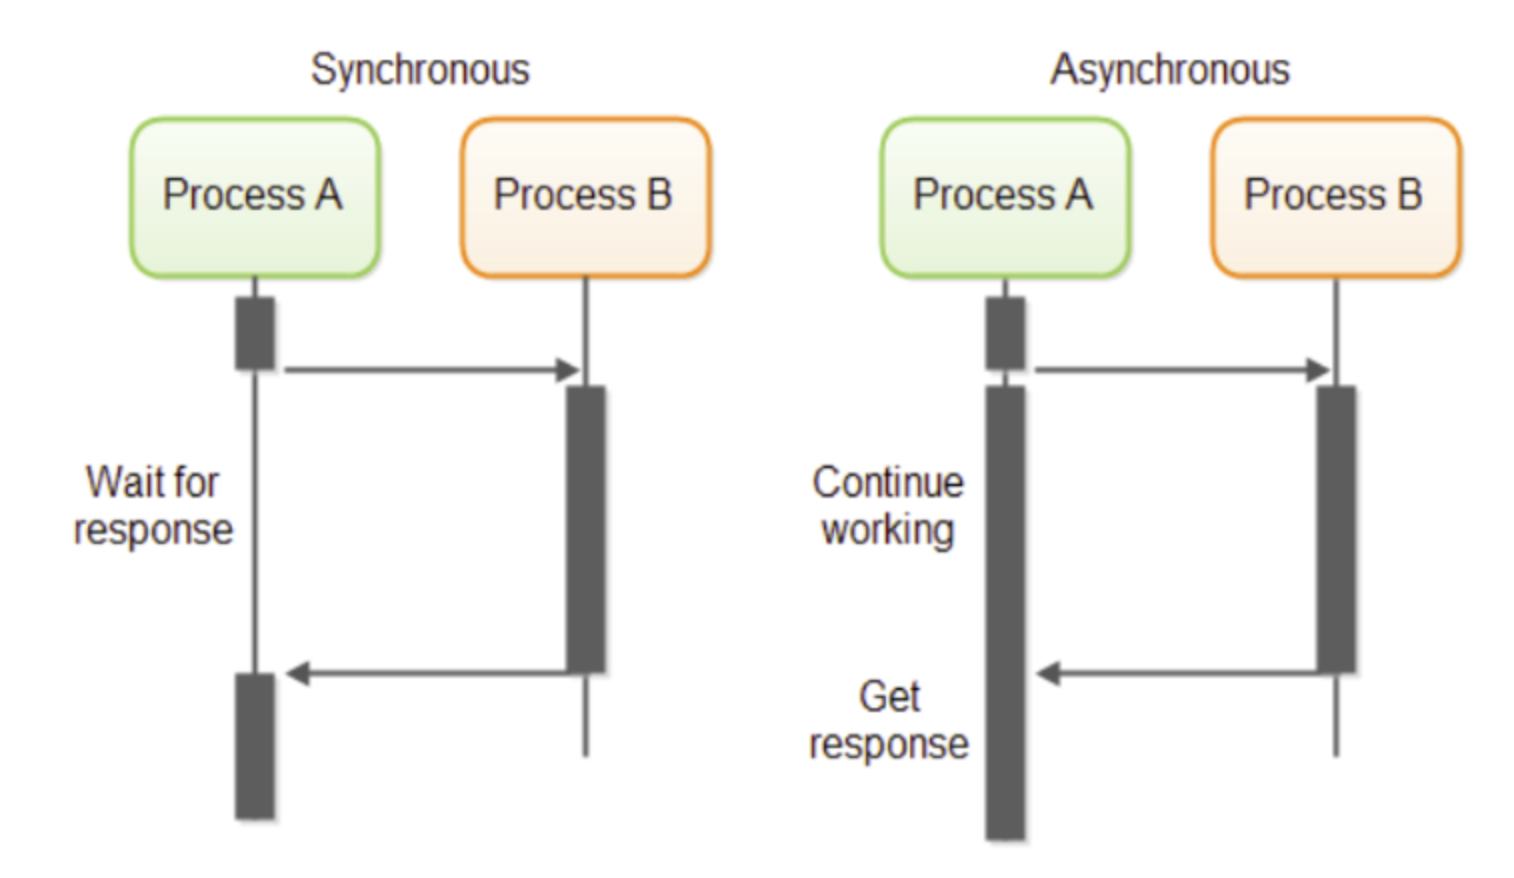 Synchronous
Process A
Process B
Wait for
response
Asynchronous
Process A
Process B
Continue
working
Get
response